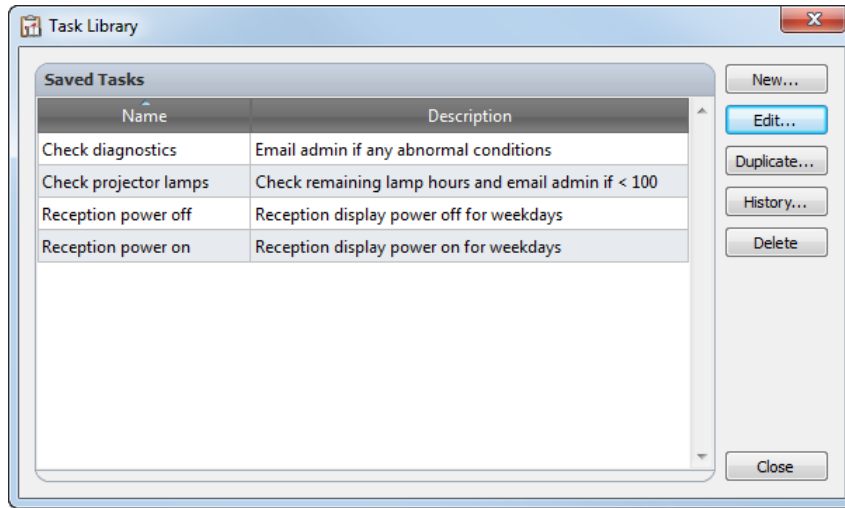 Task Library
Saved Tasks
Name Description
Check diagnostics Email admin if any abnormal conditions
Check projector lamps Check remaining lamp hours and email admin if < 100
Reception power off Reception display power off for weekdays
Reception power on Reception display power on for weekdays
New...
Edit...
Duplicate...
History...
Delete
Close